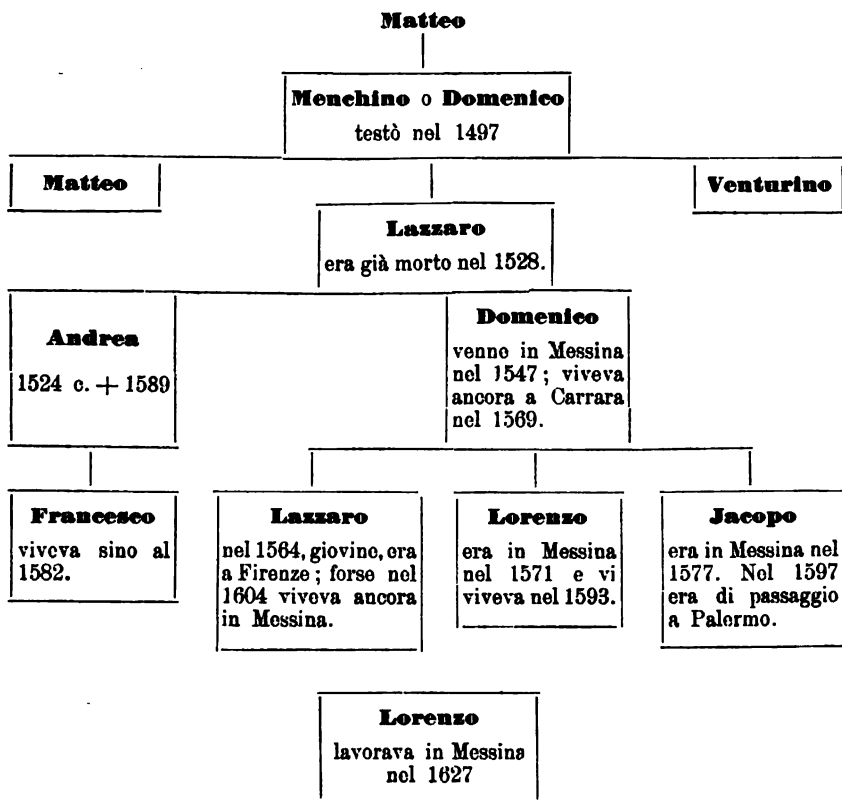 Matteo
Menchino o Domenico
testò nel 1497
Matteo
Venturino
Lazzaro
era già morto nel 1528.
Andrea
1524 c. + 1589
Domenico
venne in Messina
nel 1547; viveva
ancora a Carrara
nel 1569.
Francesco
viveva sino al
1582.
Lazzaro
nel 1564, giovine, era
a Firenze; forse nel
1604 viveva ancora
in Messina.
Lorenzo
era in Messina
nel 1571 e vi
viveva nel 1593.
Jacopo
era in Messina nel
1577. Nel 1597
era di passaggio
a Palermo.
Lorenzo
lavorava in Messina
nel 1627